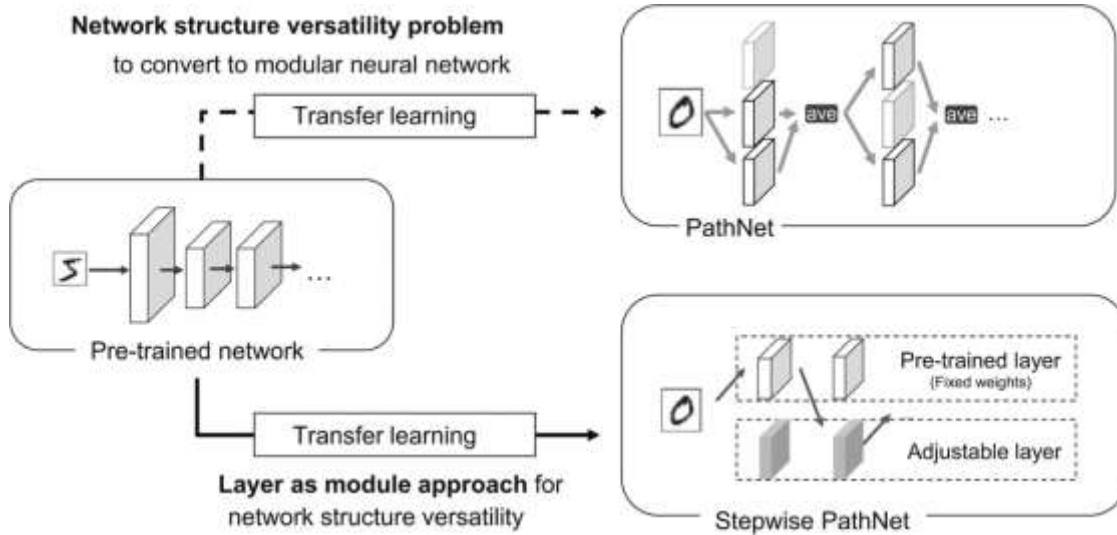 Network structure versatility problem
to convert to modular neural network
Transfer learning
ave
ave ...
PathNet
5
...
Pre-trained network
0
0
Pre-trained layer
(Fixed weights)
Adjustable layer
Transfer learning
Layer as module approach for
network structure versatility
Stepwise PathNet